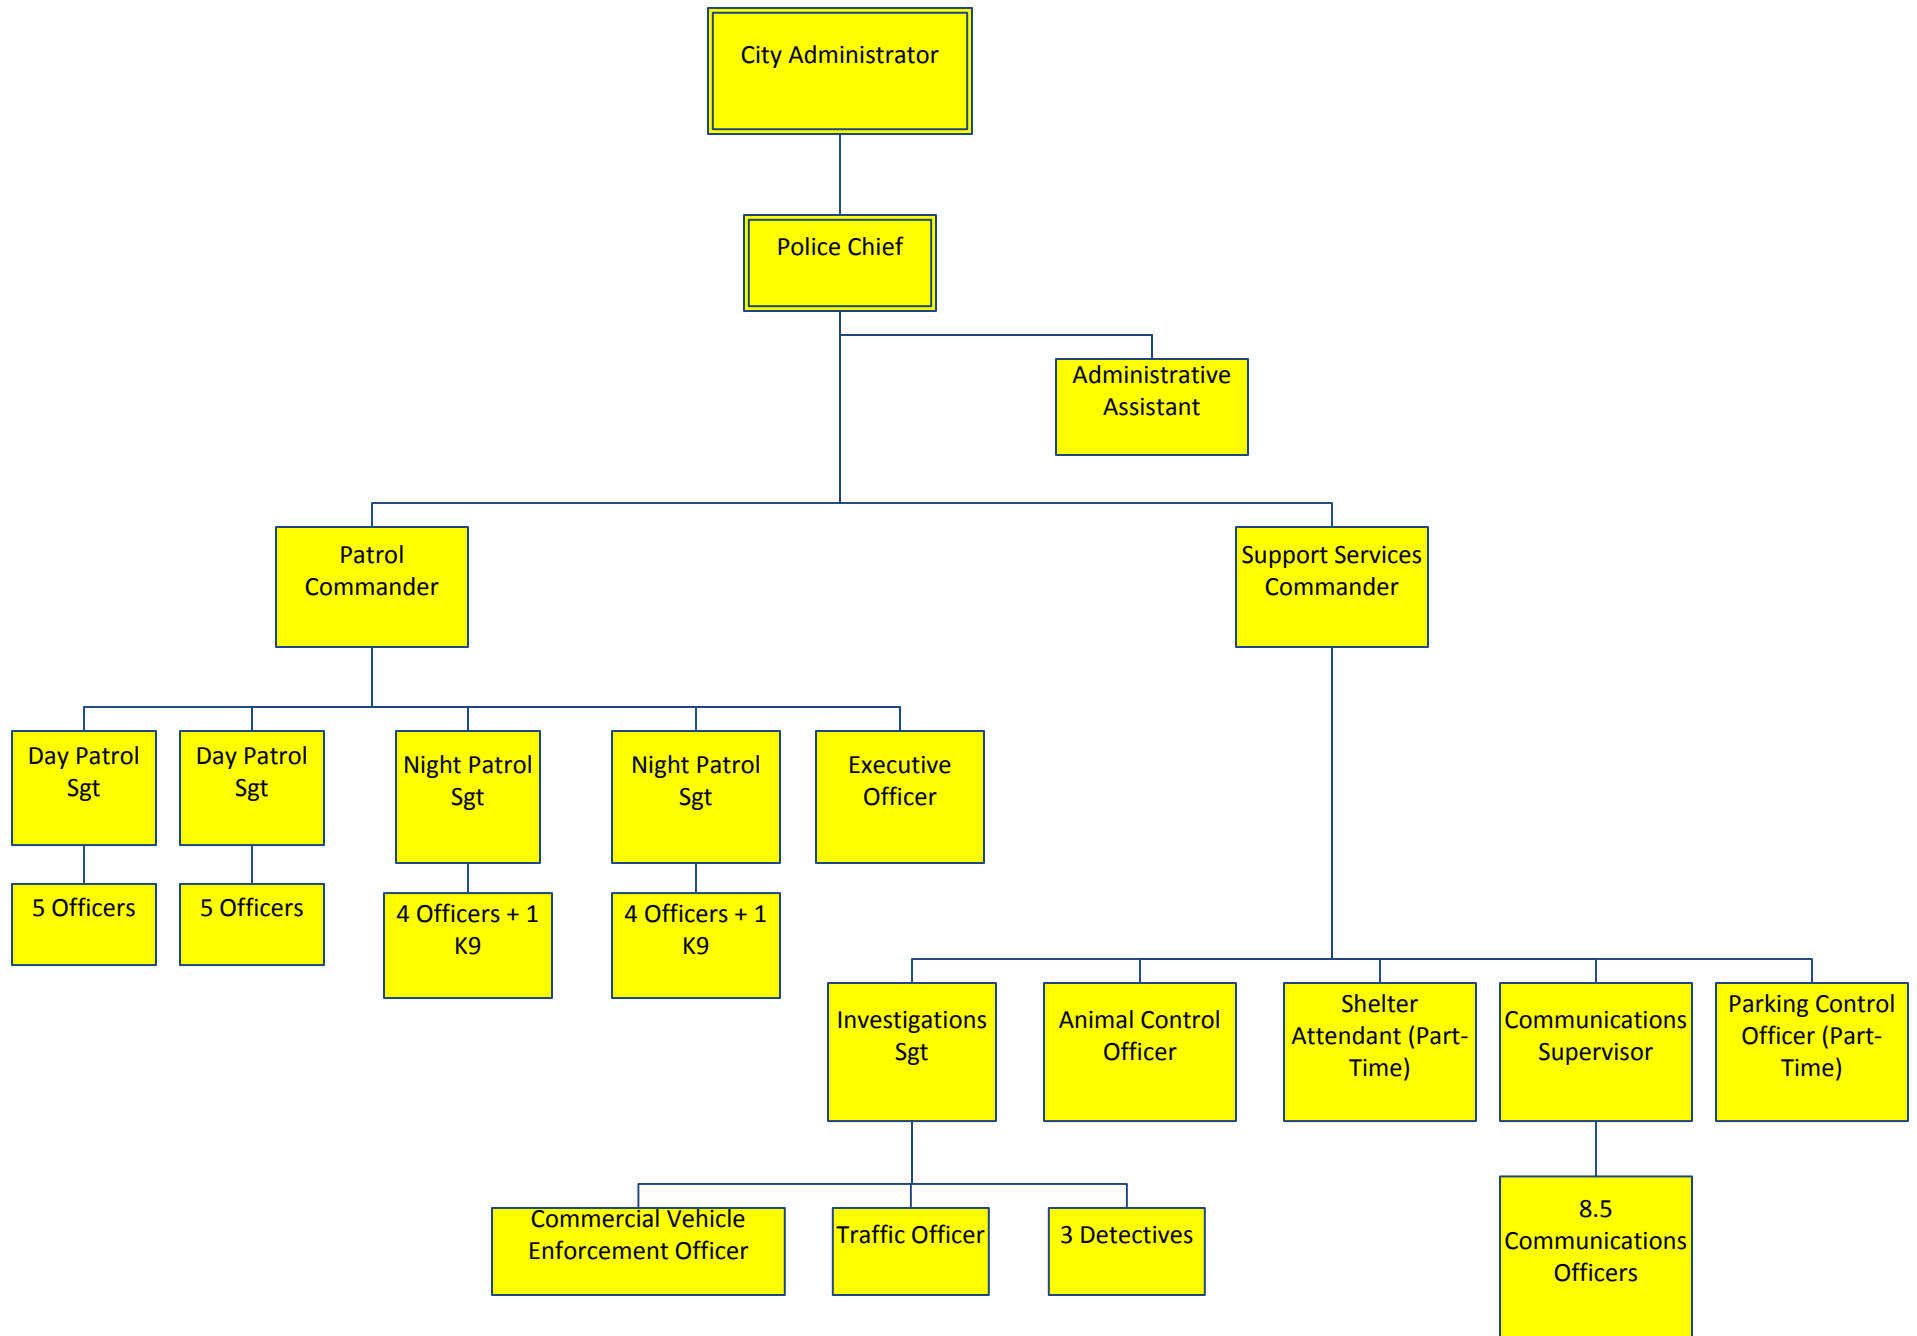 City Administrator
Police Chief
Administrative
Assistant
Patrol
Commander
Support Services
Commander
Day Patrol
Sgt
Day Patrol
Sgt
Night Patrol
Sgt
Night Patrol
Sgt
Executive
Officer
5 Officers
5 Officers
4 Officers + 1
K9
4 Officers + 1
K9
Investigations
Sgt
Animal Control
Officer
Shelter
Attendant (Part-
Time)
Communications
Supervisor
Parking Control
Officer (Part-
Time)
Commercial Vehicle
Enforcement Officer
Traffic Officer
3 Detectives
8.5
Communications
Officers